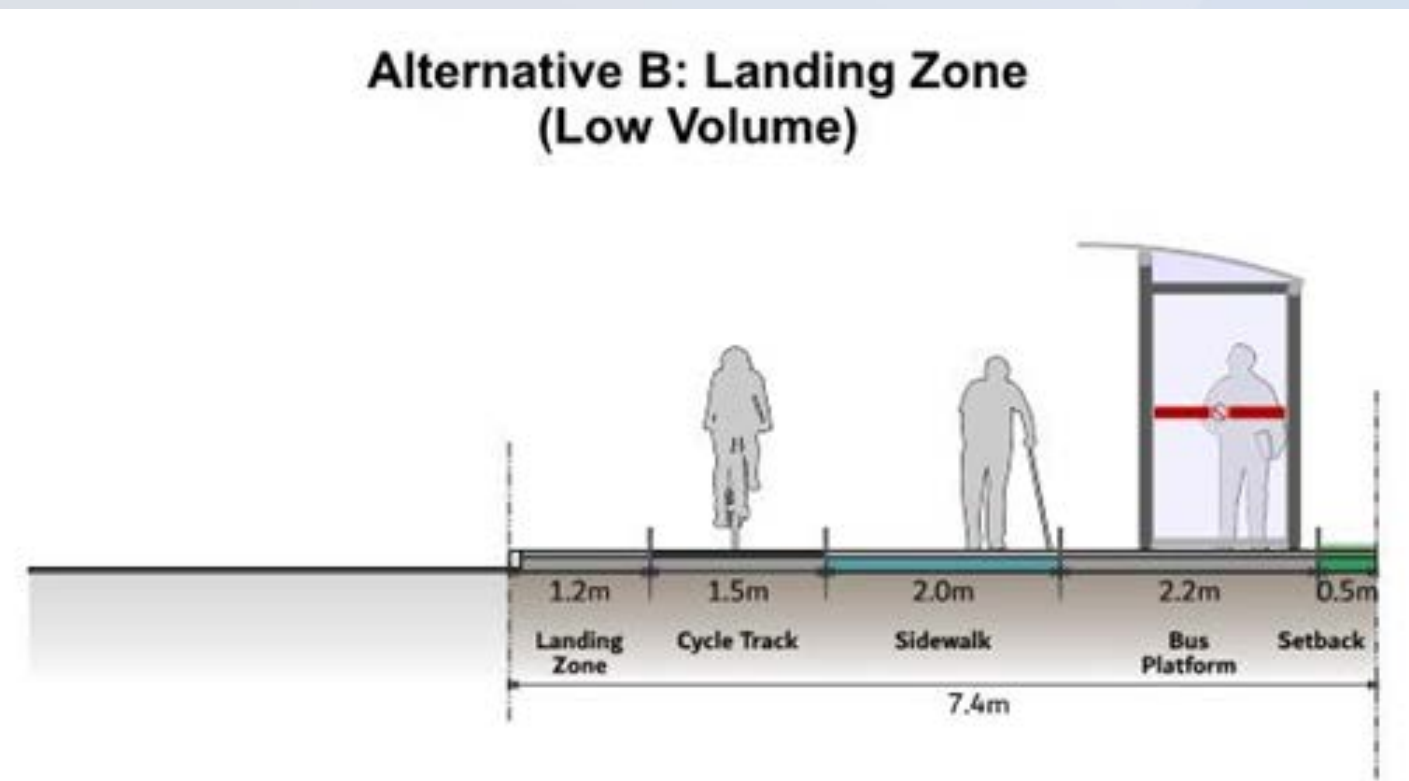 Alternative B: Landing Zone
(Low Volume)
1.2m
1.5m
2.0m
2.2m
0.5m
Landing
Zone
Cycle Track
Sidewalk
Bus
Platform
Setback
7.4m